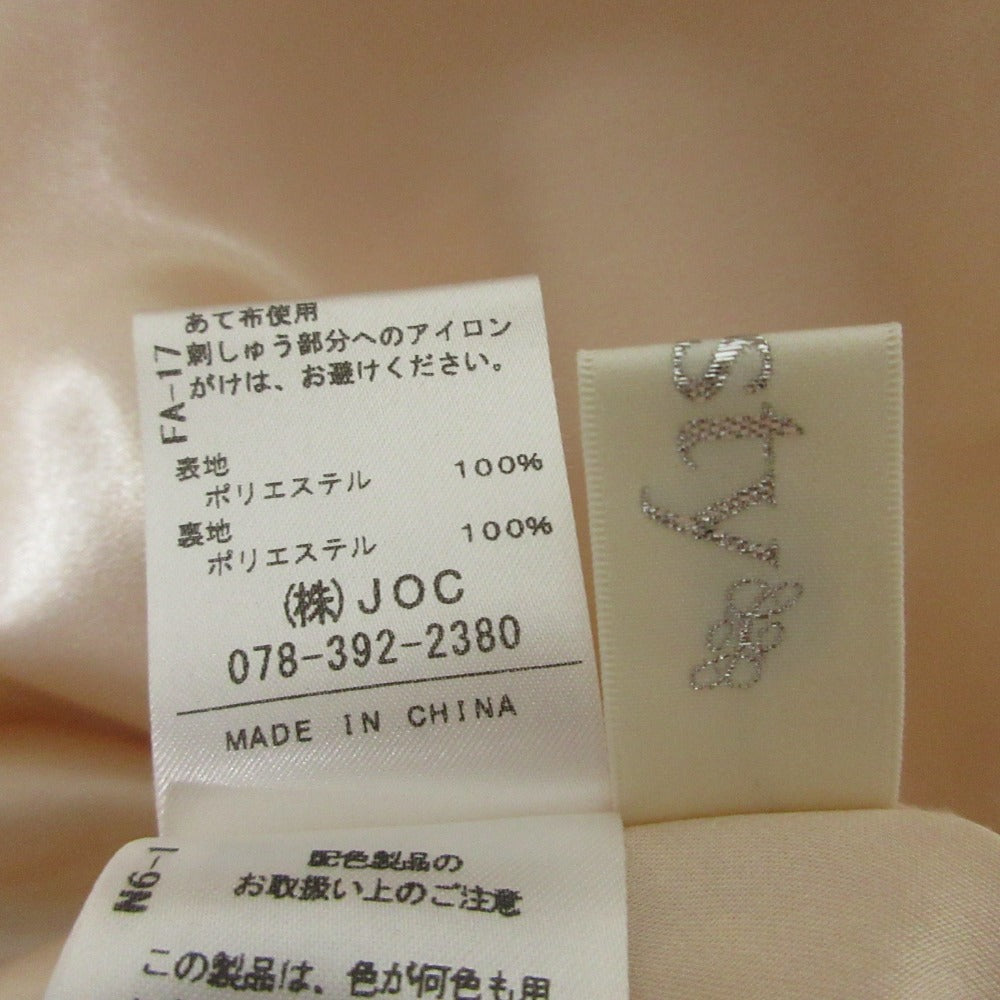 あて布使用
刺しゅう部分へのアイロン
がけは、お避けください。
FA-17
表地
ポリエステル 100%
裏地
ポリエステル 100%
(株)JOC
078-392-2380
MADE IN CHINA
sty
N6-1
配色製品の
お取扱い上のご注意
この製品は、色が何色も用